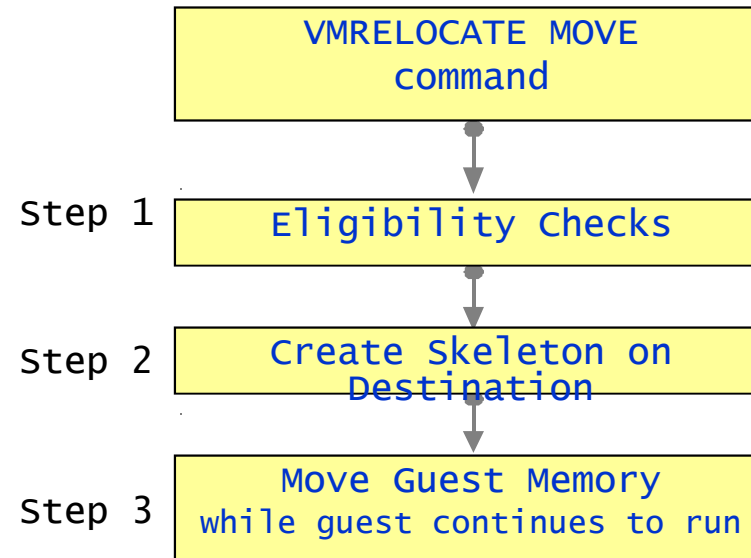 VMRELOCATE MOVE
command
Step 1
Eligibility Checks
Step 2
Create Skeleton on
Destination
Step 3
Move Guest Memory
while guest continues to run